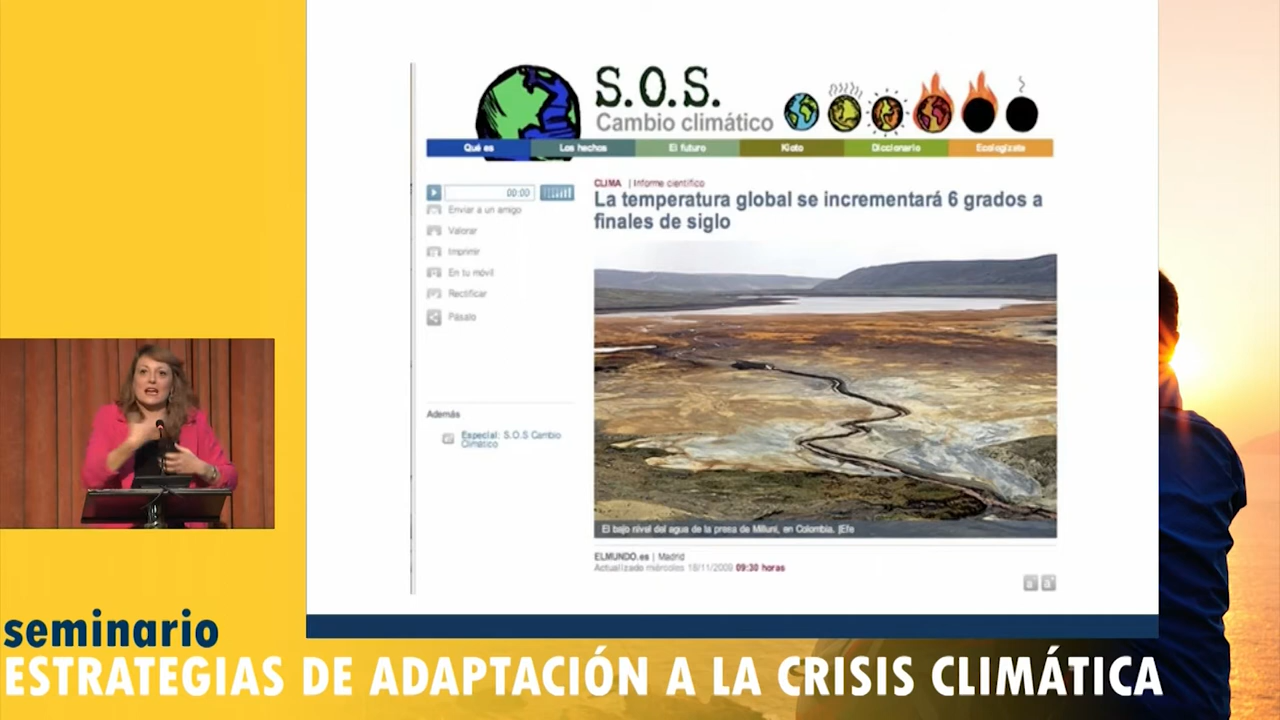 S.O.S.
Cambio climático
Qué es
Los hechos
El futuro
Kioto
Diccionario
Ecologízate
00:00
Enviar a un amigo
Valorar
Imprimir
En tu móvil
Rectificar
Pásalo
Además
Especial: S.O.S Cambio
Climático
CLIMA | Informe científico
La temperatura global se incrementará 6 grados a
finales de siglo
El bajo nivel del agua de la presa de Milluni, en Colombia. |Efe
ELMUNDO.es | Madrid
Actualizado miércoles 18/11/2009 09:30 horas
a a
seminario
ESTRATEGIAS DE ADAPTACIÓN A LA CRISIS CLIMÁTICA